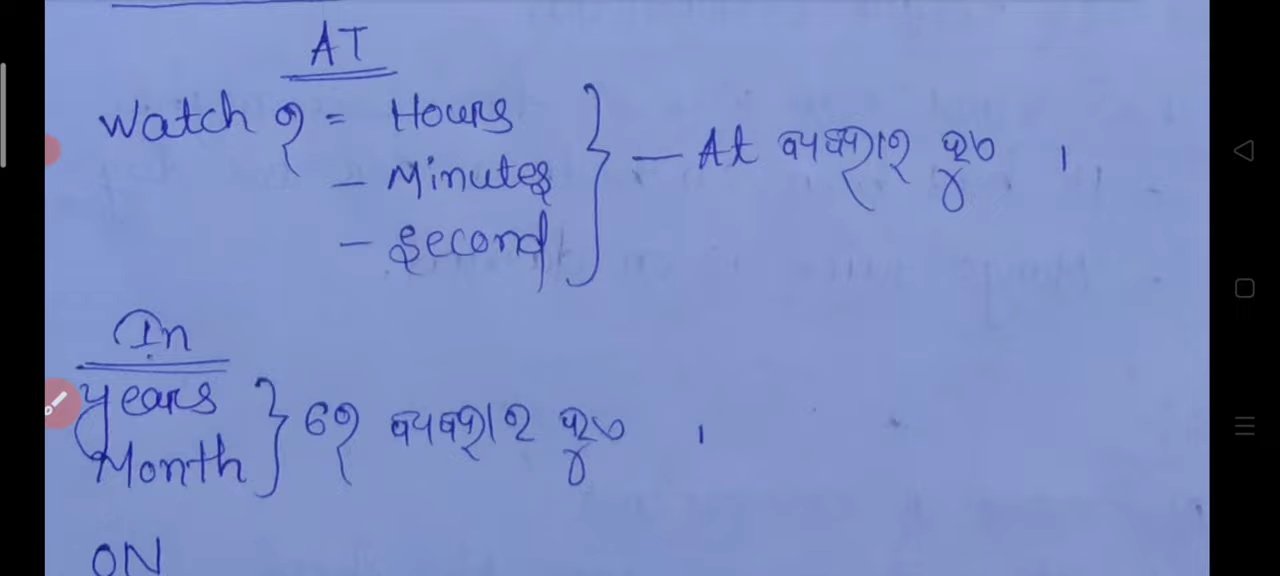 AT
Watch ର = Hours
- Minutes
- Second
- At ବ୍ୟବହାର ହୁଏ ।
In
years
Month
ରେ ବ୍ୟବହାର ହୁଏ ।
ON